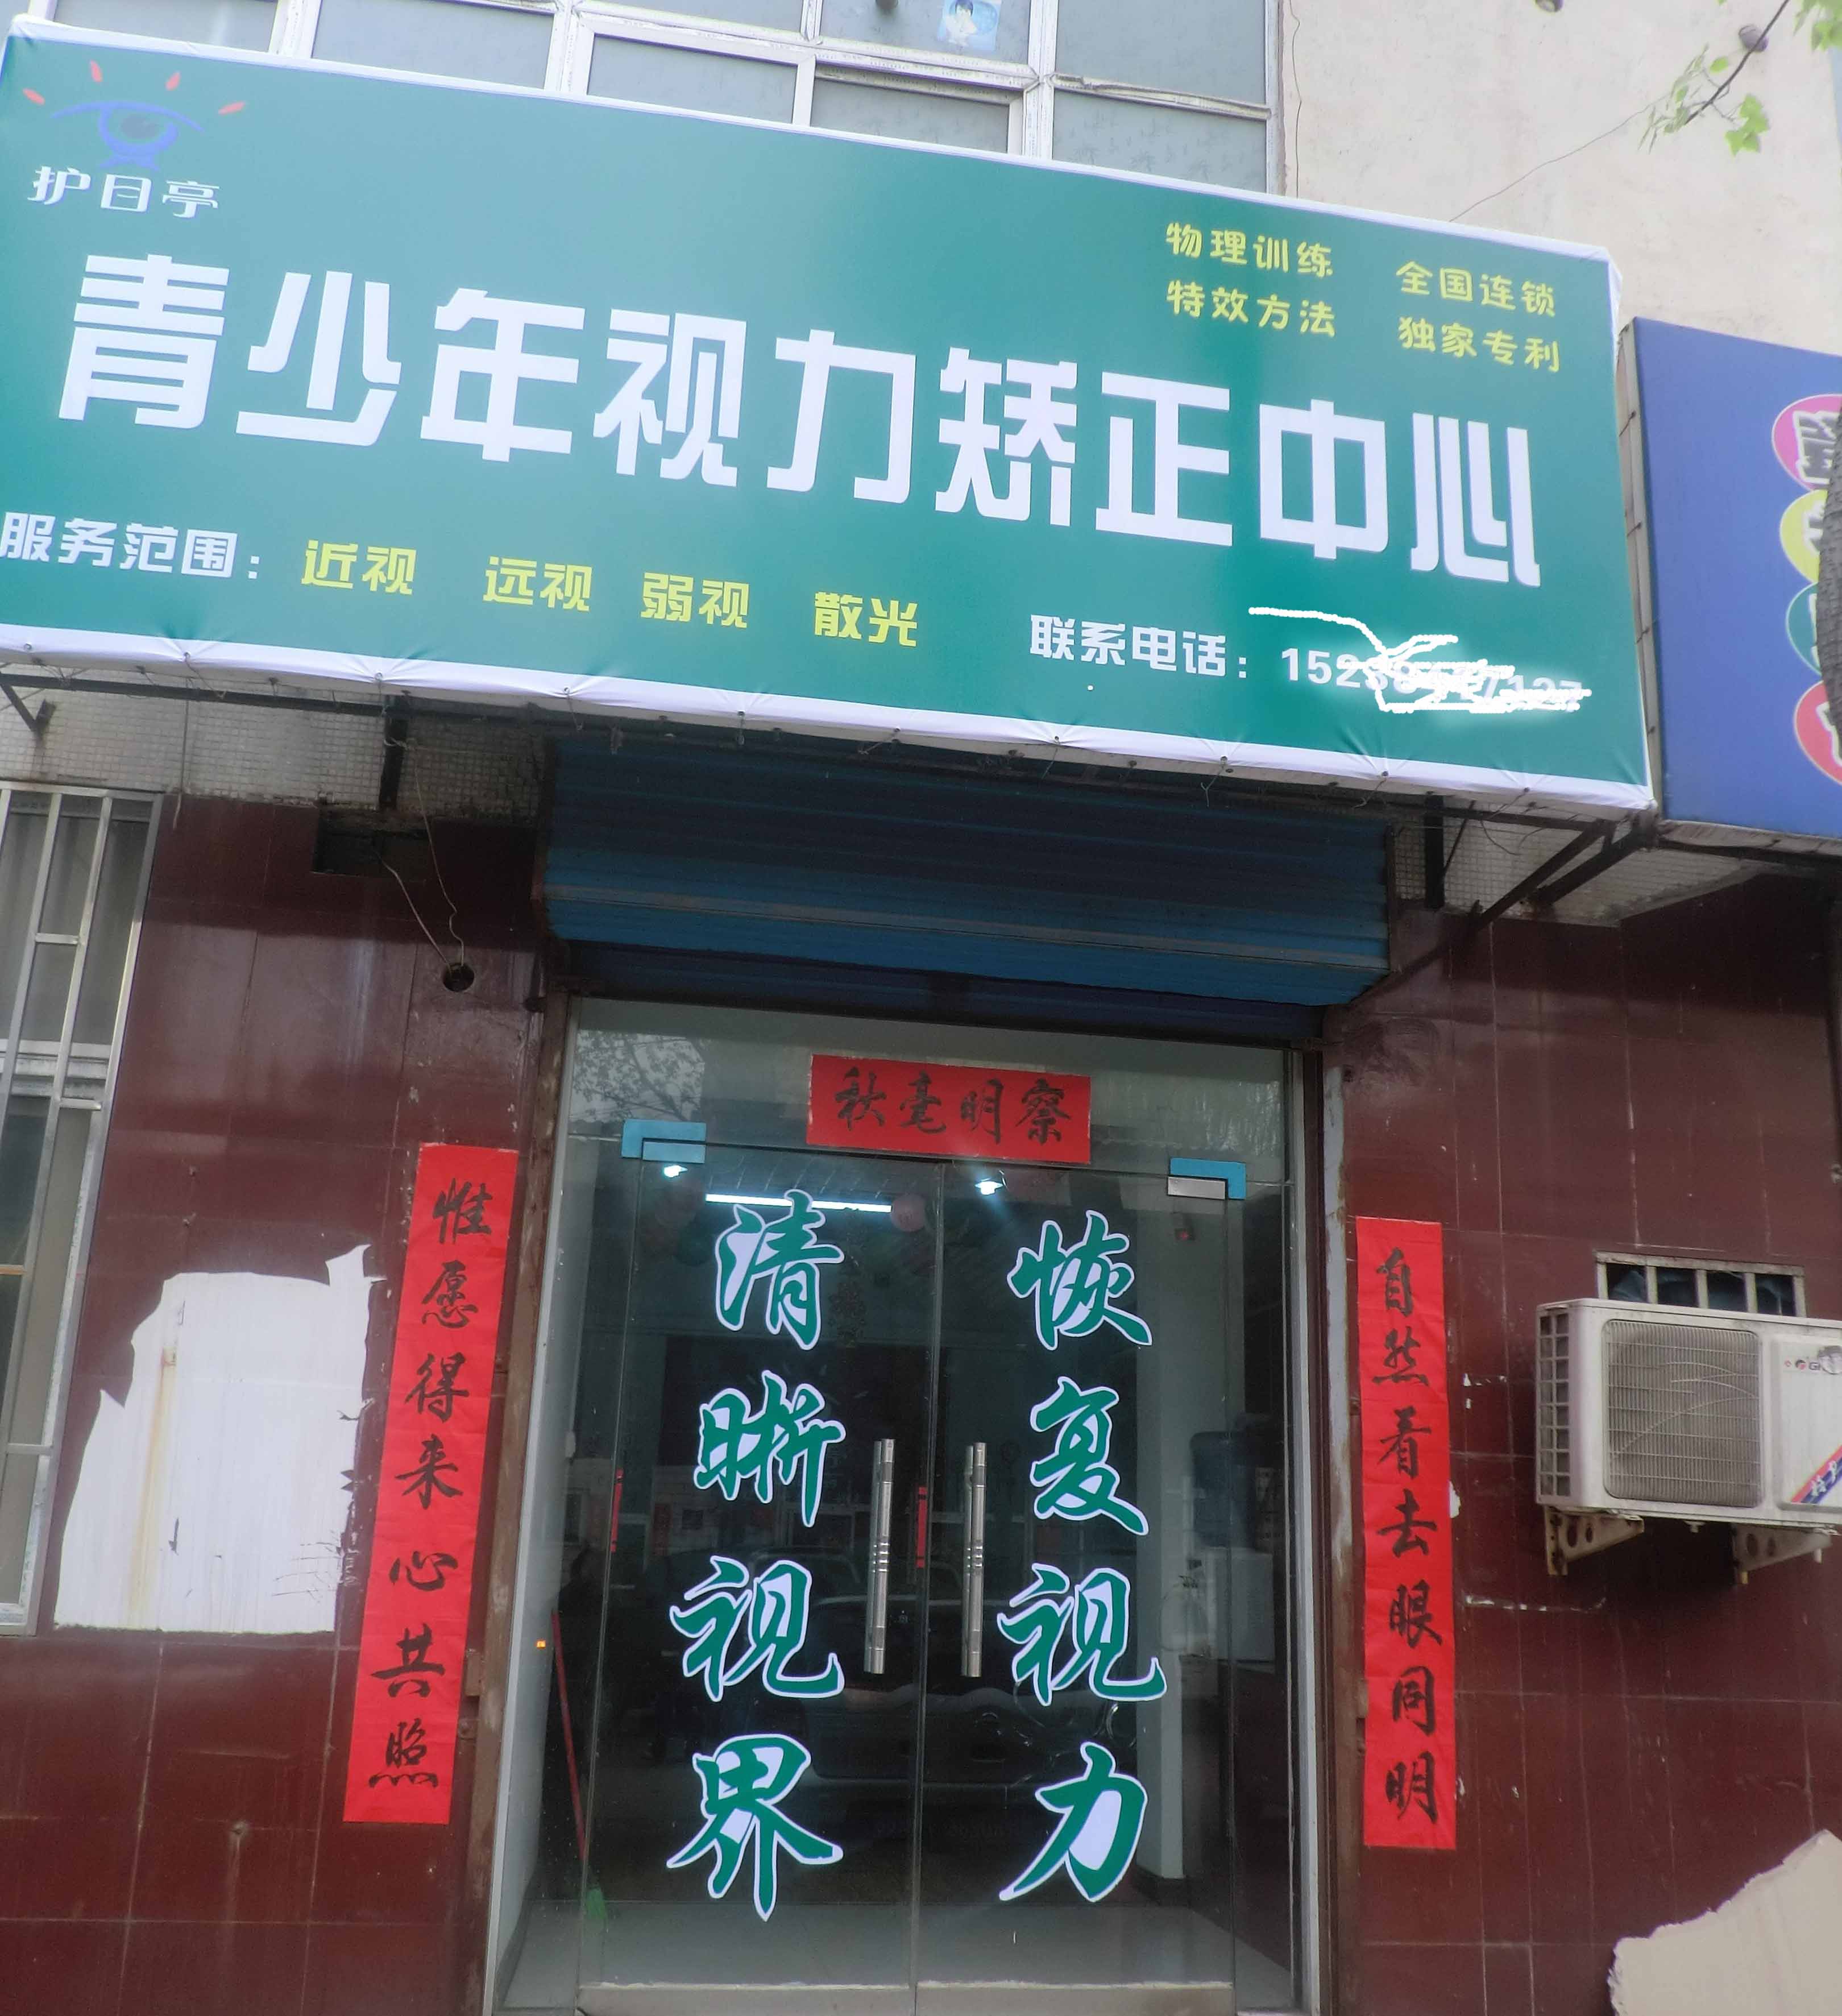 护目亭
物理训练 全国连锁
特效方法 独家专利
青少年视力矫正中心
服务范围：近视 远视 弱视 散光 联系电话：152
秋毫明察
惟愿得来心共照
清晰视界
恢复视力
自然看去眼同明